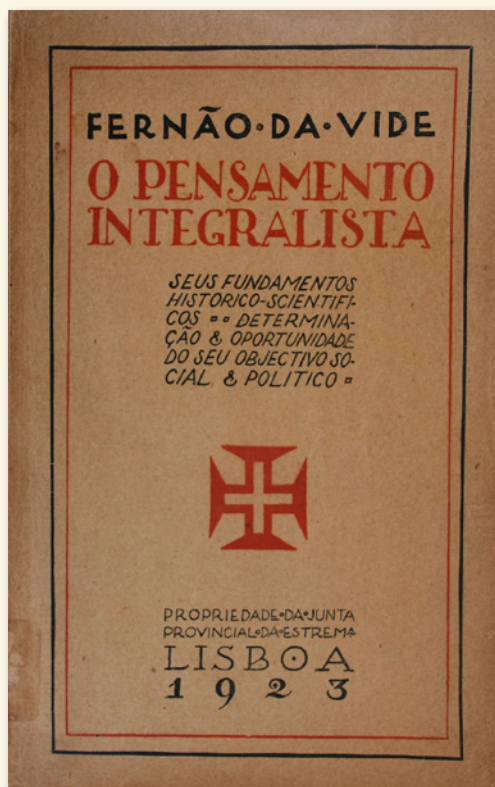 FERNÃO·DA·VIDE
O PENSAMENTO
INTEGRALISTA
SEUS FUNDAMENTOS
HISTORICO-SCIENTIFI-
COS DETERMINA-
ÇÃO & OPORTUNIDADE
DO SEU OBJECTIVO SO-
CIAL & POLITICO
PROPRIEDADE·DA·JUNTA
PROVINCIAL·DA·ESTREMA
LISBOA
1923